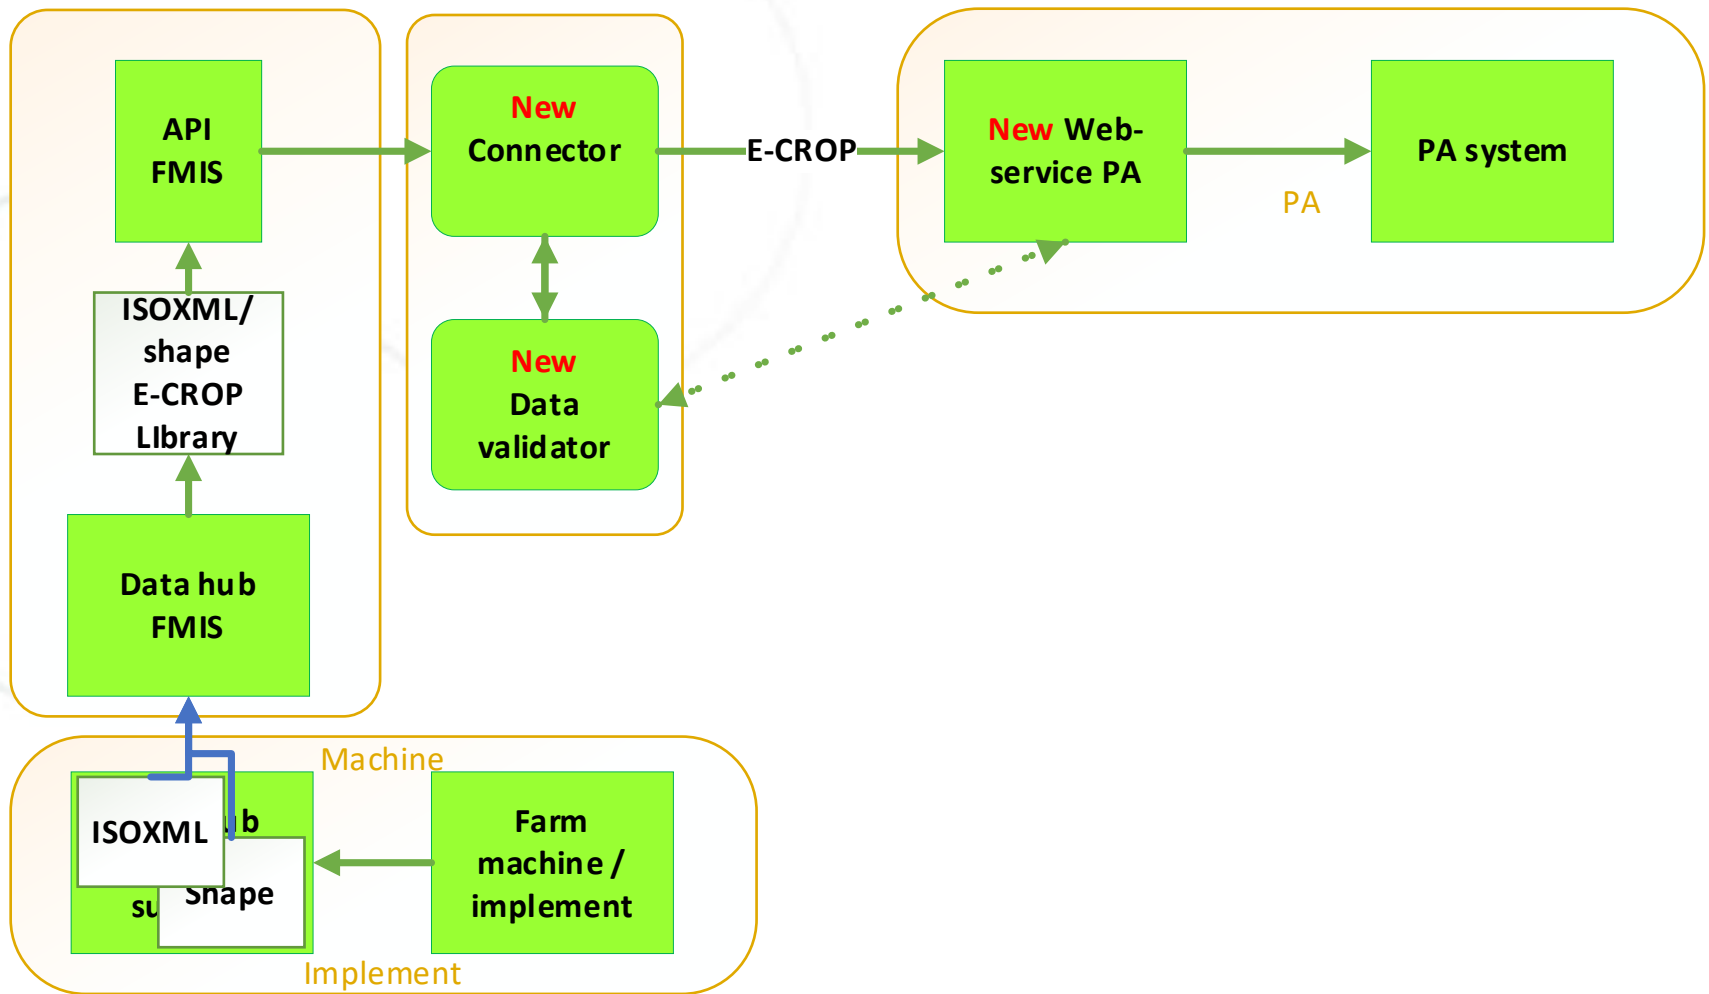 API
FMIS
New
Connector
E-CROP
New Web-
service PA
PA system
PA
ISOXML/
shape
E-CROP
LIbrary
New
Data
validator
Data hub
FMIS
Machine
ISOXML
Shape
Farm
machine /
implement
Implement